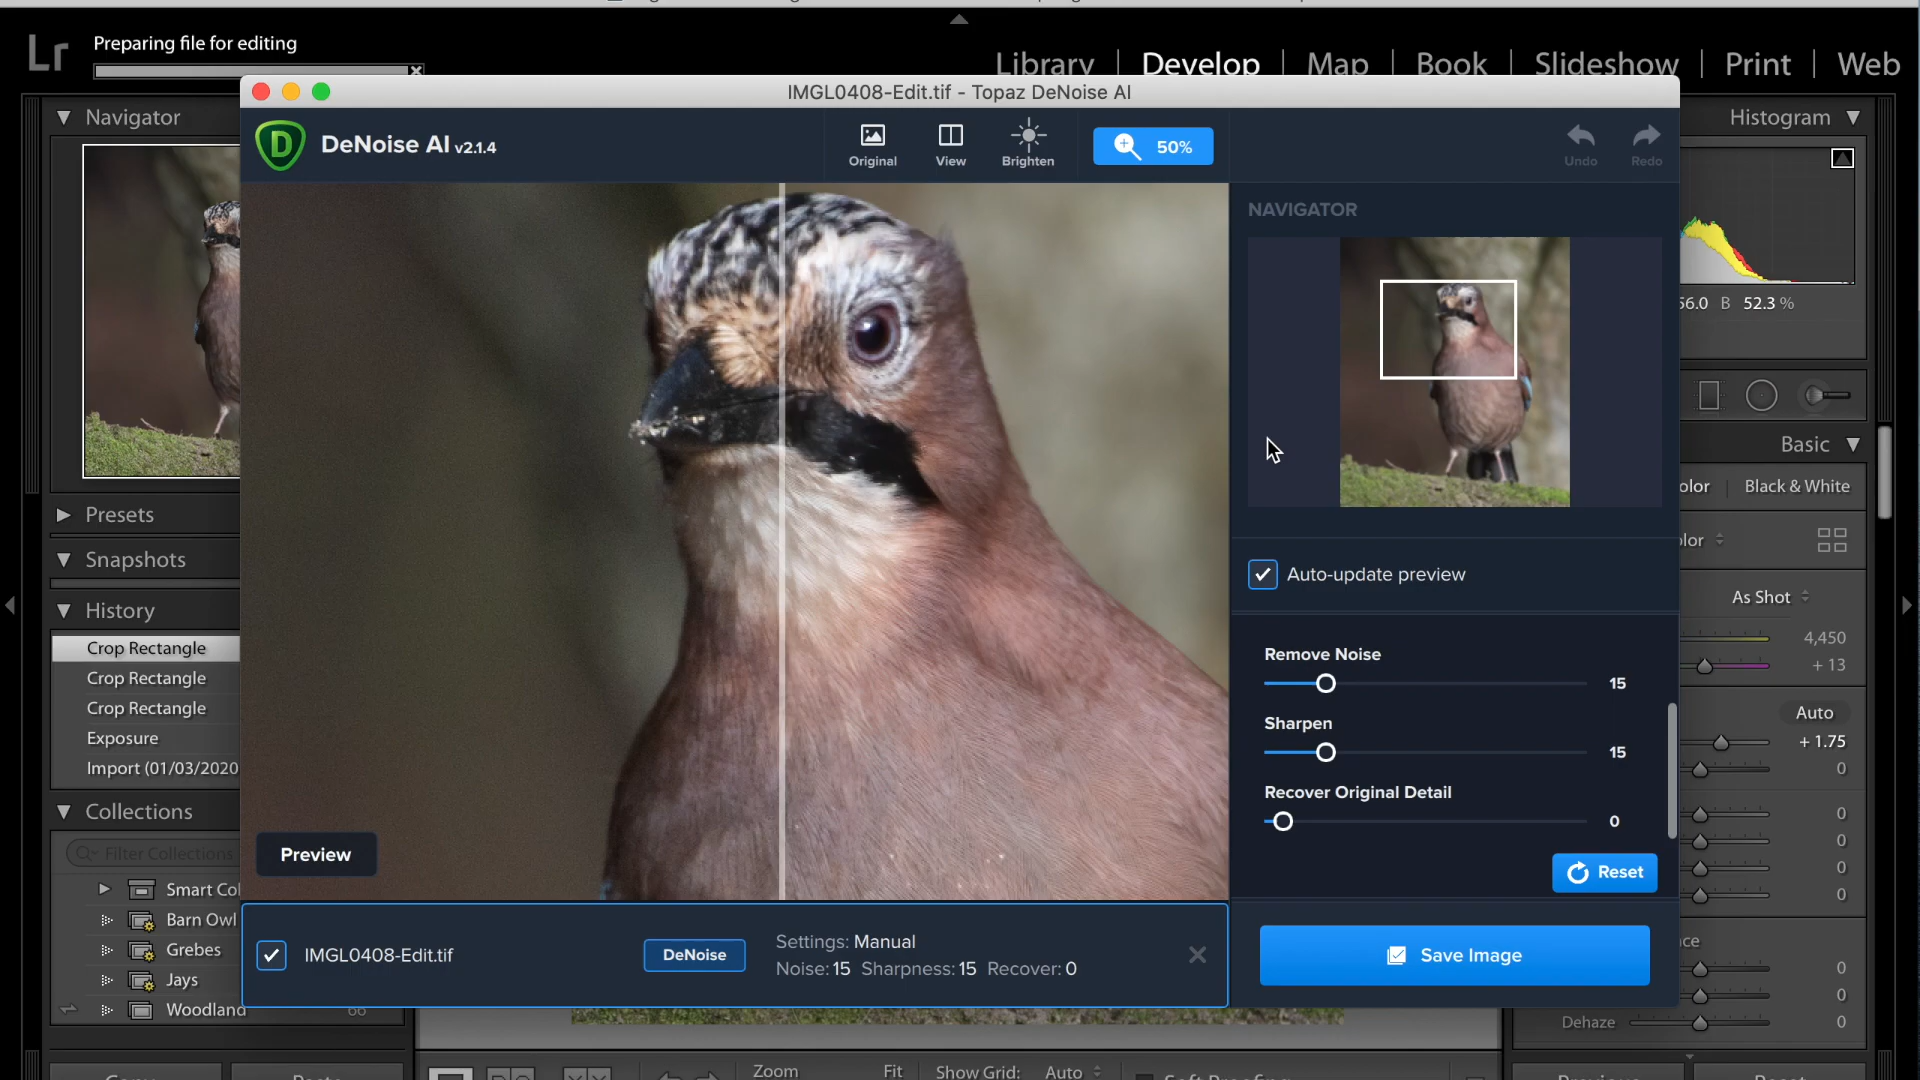 Lr
Preparing file for editing
Library | Develop | Map | Book | Slideshow | Print | Web
IMGL0408-Edit.tif - Topaz DeNoise AI
Navigator
DeNoise AI v2.1.4
Original
View
Brighten
50%
Undo
Redo
Histogram
NAVIGATOR
56.0 B 52.3 %
Basic
Black & White
As Shot
4,450
+ 13
Auto
+ 1.75
0
0
0
0
0
0
0
Dehaze 0
Presets
Snapshots
History
Crop Rectangle
Crop Rectangle
Crop Rectangle
Exposure
Import (01/03/2020
Collections
Filter Collections
Smart Col
Barn Owl
Grebes
Jays
Woodland 66
Auto-update preview
Remove Noise
15
Sharpen
15
Recover Original Detail
0
Reset
Save Image
Preview
IMGL0408-Edit.tif
DeNoise
Settings: Manual
Noise: 15 Sharpness: 15 Recover: 0
Zoom Fit Show Grid: Auto